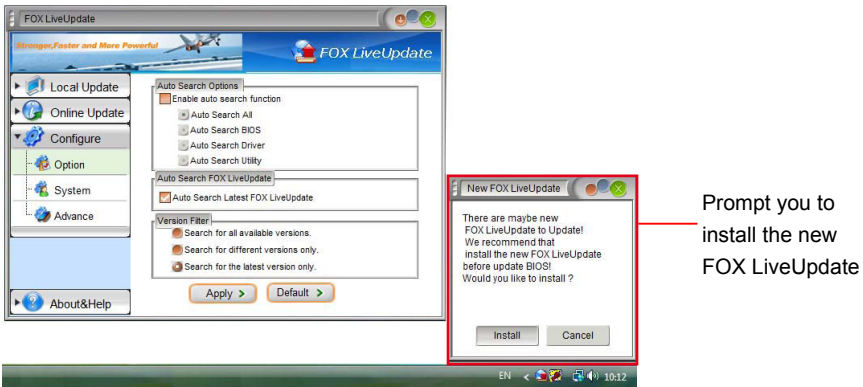 FOX LiveUpdate
Stronger,Faster and More Powerful
FOX LiveUpdate
Local Update
Online Update
Configure
Option
System
Advance
About&Help
Auto Search Options
Enable auto search function
Auto Search All
Auto Search BIOS
Auto Search Driver
Auto Search Utility
Auto Search FOX LiveUpdate
Auto Search Latest FOX LiveUpdate
Version Filter
Search for all available versions.
Search for different versions only.
Search for the latest version only.
Apply >
Default >
New FOX LiveUpdate
There are maybe new
FOX LiveUpdate to Update!
We recommend that
install the new FOX LiveUpdate
before update BIOS!
Would you like to install ?
Install
Cancel
Prompt you to
install the new
FOX LiveUpdate
EN < 10:12